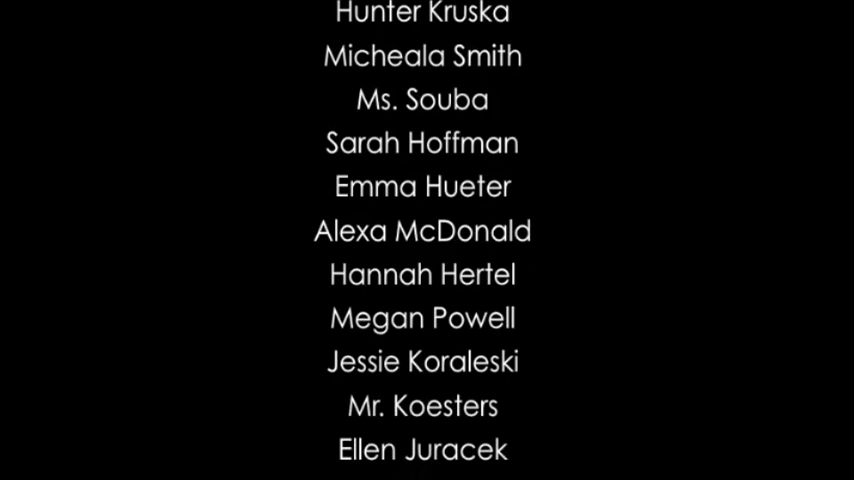 Hunter Kruska
Micheala Smith
Ms. Souba
Sarah Hoffman
Emma Hueter
Alexa McDonald
Hannah Hertel
Megan Powell
Jessie Koraleski
Mr. Koesters
Ellen Juracek